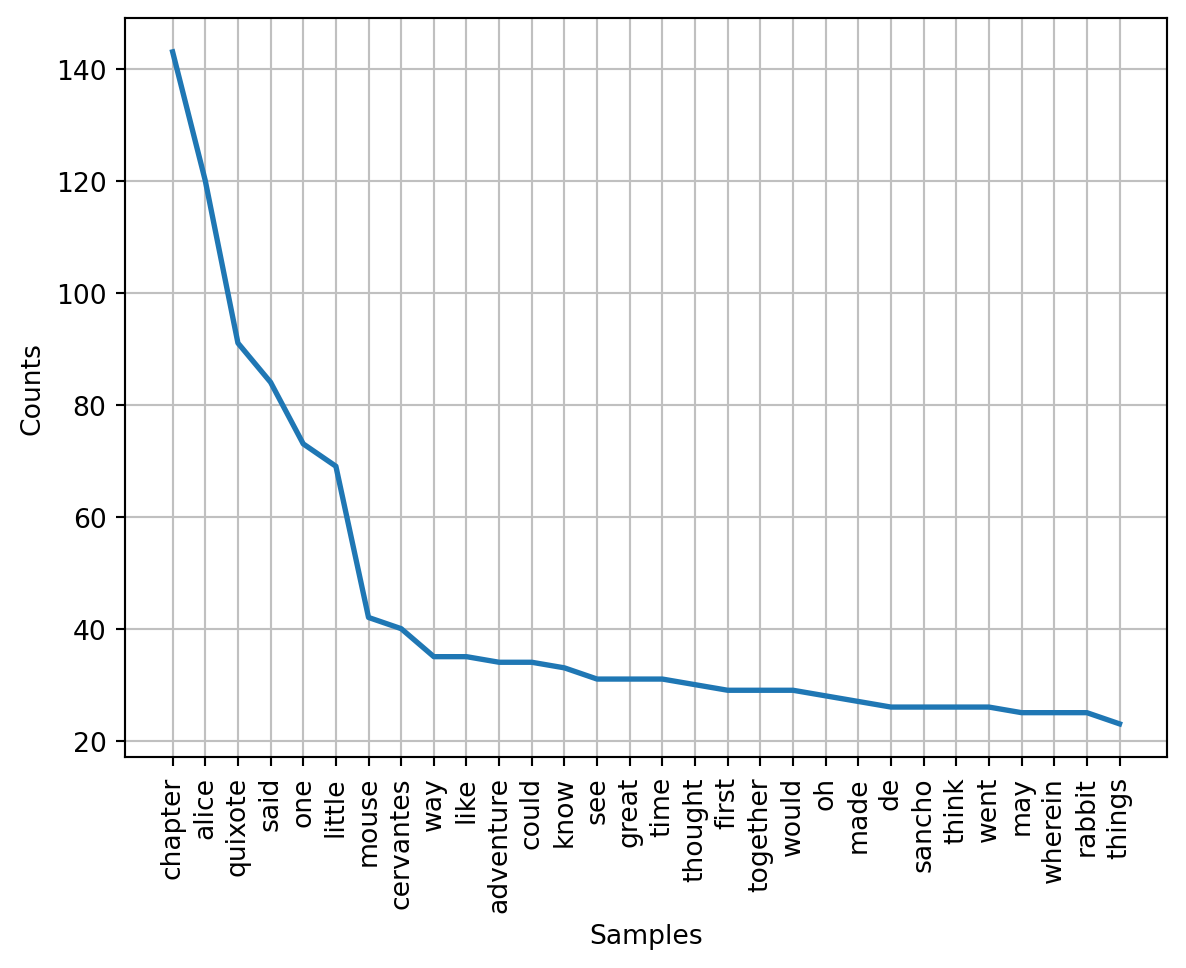 140
120
100
80
60
40
20
Counts
chapter
alice
quixote
said
one
little
mouse
cervantes
way
like
adventure
could
know
see
great
time
thought
first
together
would
oh
made
de
sancho
think
went
may
wherein
rabbit
things
Samples